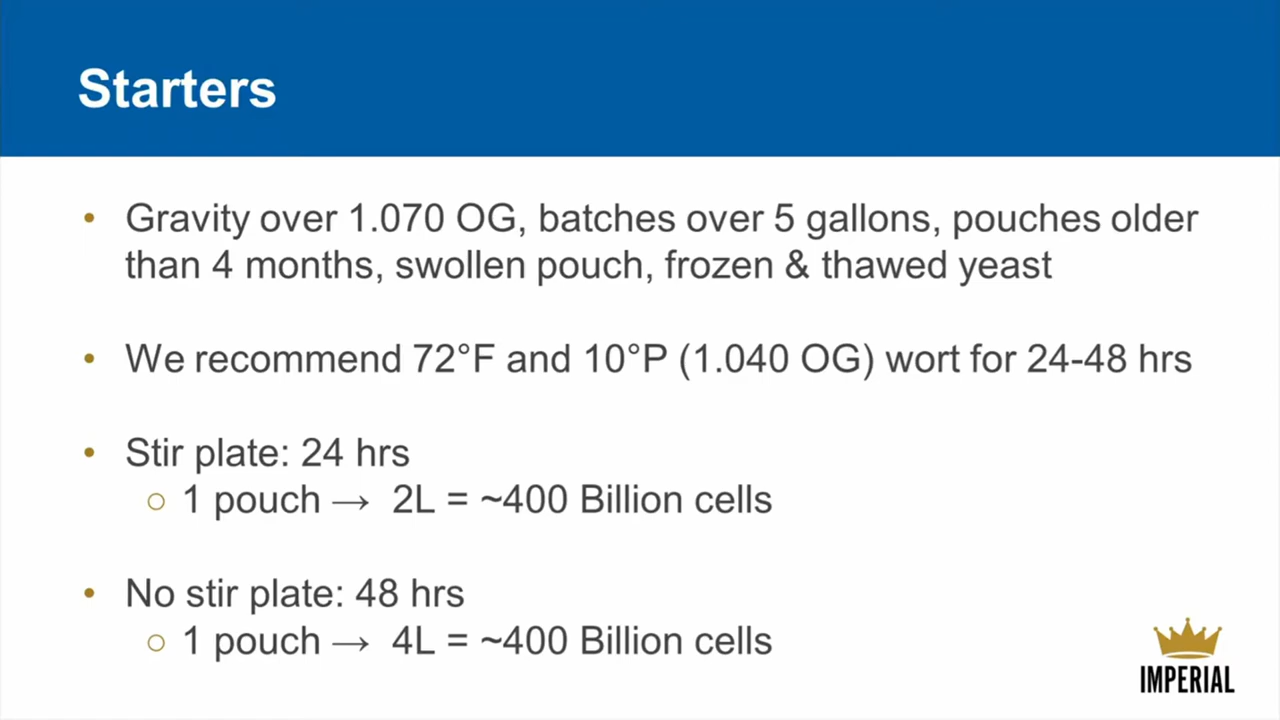 Starters
• Gravity over 1.070 OG, batches over 5 gallons, pouches older
than 4 months, swollen pouch, frozen & thawed yeast
• We recommend 72°F and 10°P (1.040 OG) wort for 24-48 hrs
• Stir plate: 24 hrs
○ 1 pouch → 2L = ~400 Billion cells
• No stir plate: 48 hrs
○ 1 pouch → 4L = ~400 Billion cells
IMPERIAL